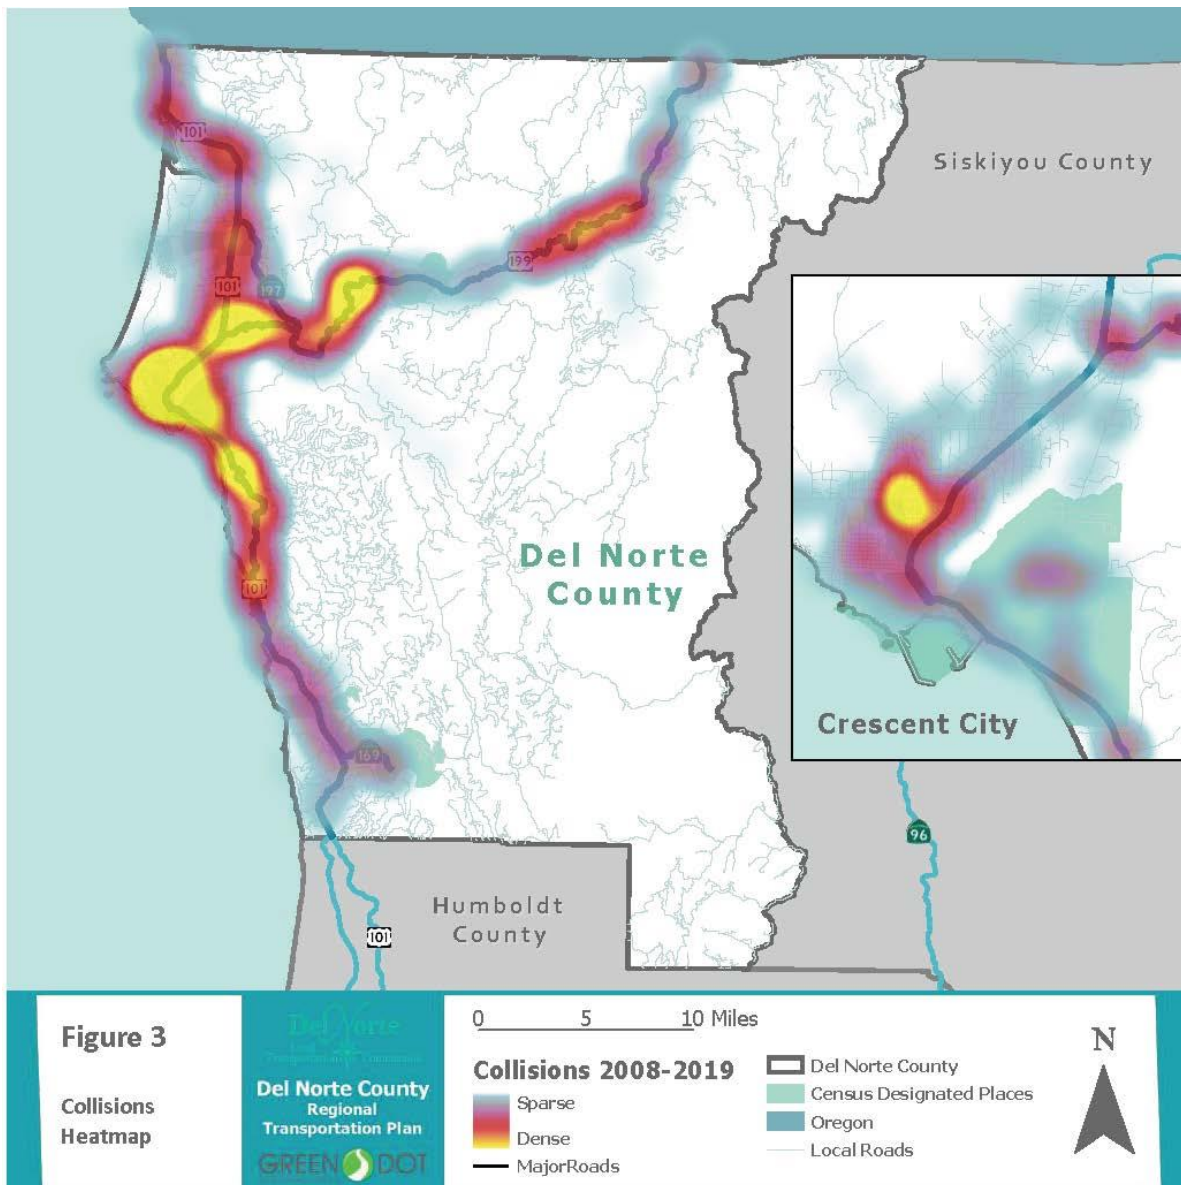 101
Siskiyou County
199
101
197
Del Norte
County
101
Crescent City
169
96
Humboldt
County
101
Figure 3
Collisions
Heatmap
Del Norte
Del Norte County
Regional
Transportation Plan
GREEN DOT
0 5 10 Miles
Collisions 2008-2019
Sparse
Dense
MajorRoads
Del Norte County
Census Designated Places
Oregon
Local Roads
N